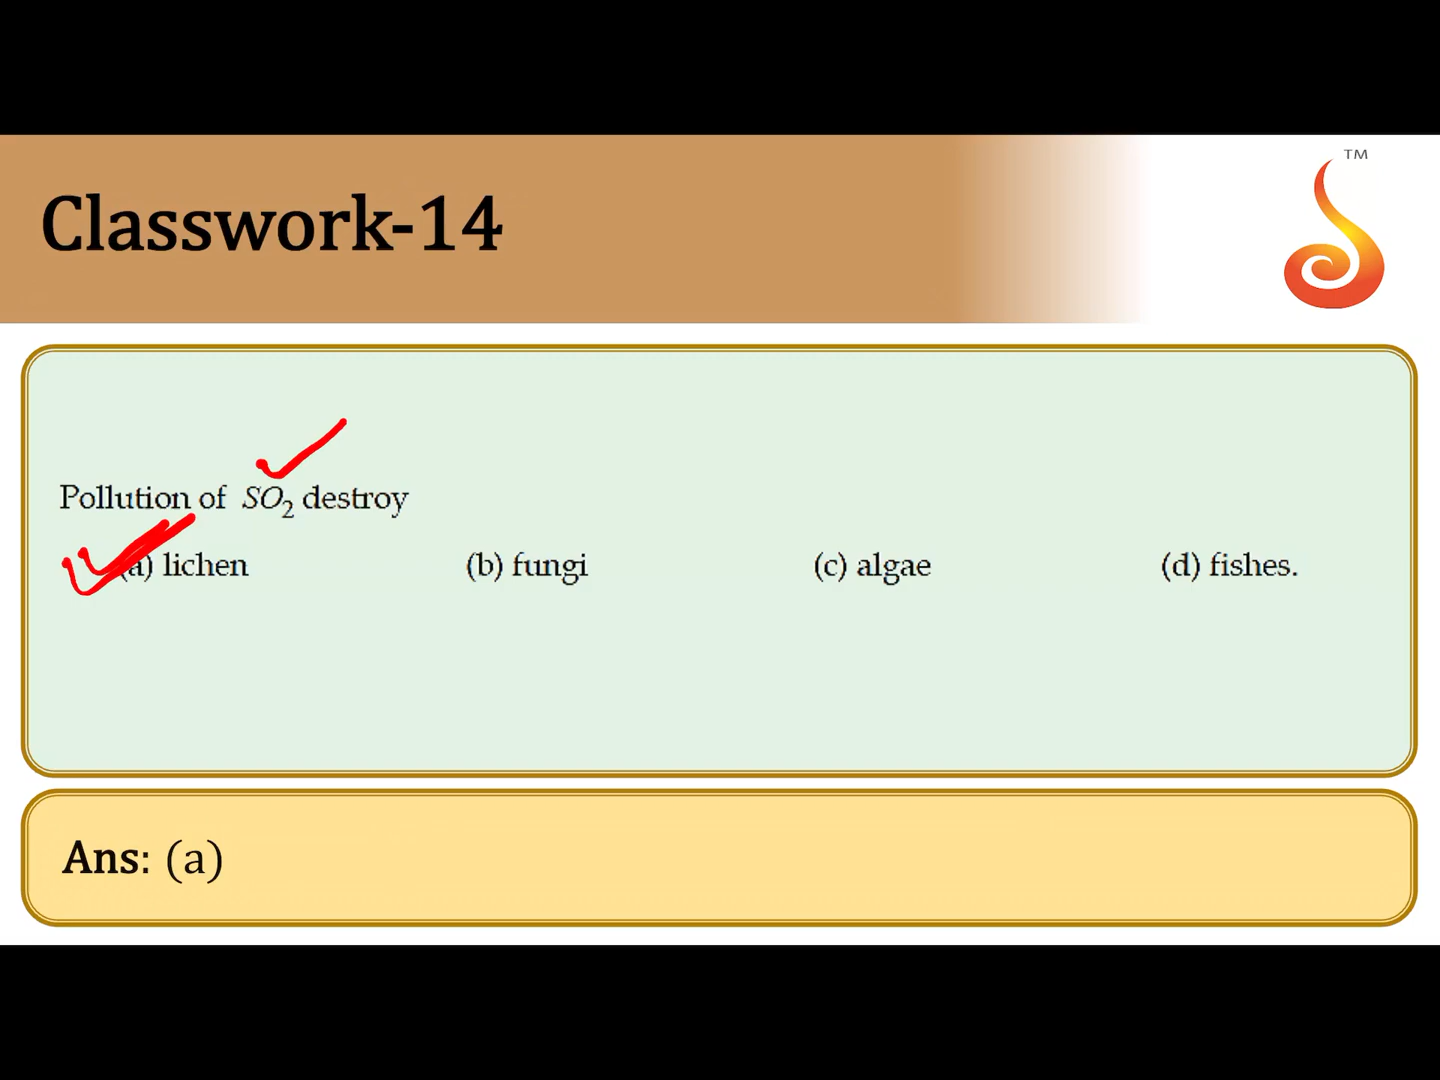 TM
Classwork-14
Pollution of SO₂ destroy
(a) lichen (b) fungi (c) algae (d) fishes.
Ans: (a)